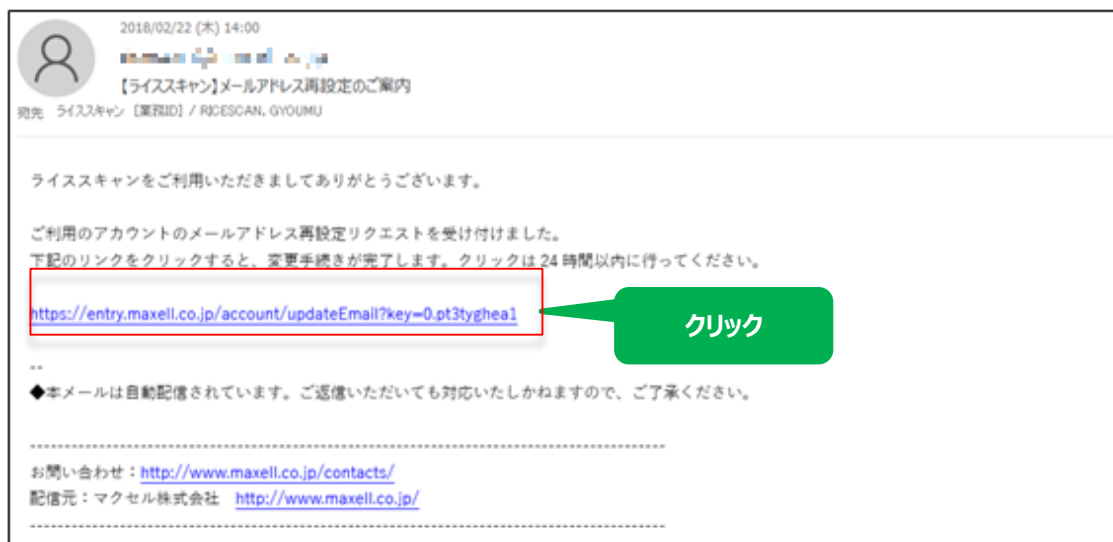 2018/02/22 (木) 14:00
【ライススキャン】メールアドレス再設定のご案内
宛先 ライススキャン [業務ID] / RICESCAN, GYOUMU
ライススキャンをご利用いただきましてありがとうございます。
ご利用のアカウントのメールアドレス再設定リクエストを受け付けました。
下記のリンクをクリックすると、変更手続きが完了します。クリックは 24 時間以内に行ってください。
https://entry.maxell.co.jp/account/updateEmail?key=0.pt3tyghea1
クリック
--
◆本メールは自動配信されています。ご返信いただいても対応いたしかねますので、ご了承ください。
--------------------------------------------------------------------------------
お問い合わせ：http://www.maxell.co.jp/contacts/
配信元：マクセル株式会社 http://www.maxell.co.jp/
--------------------------------------------------------------------------------